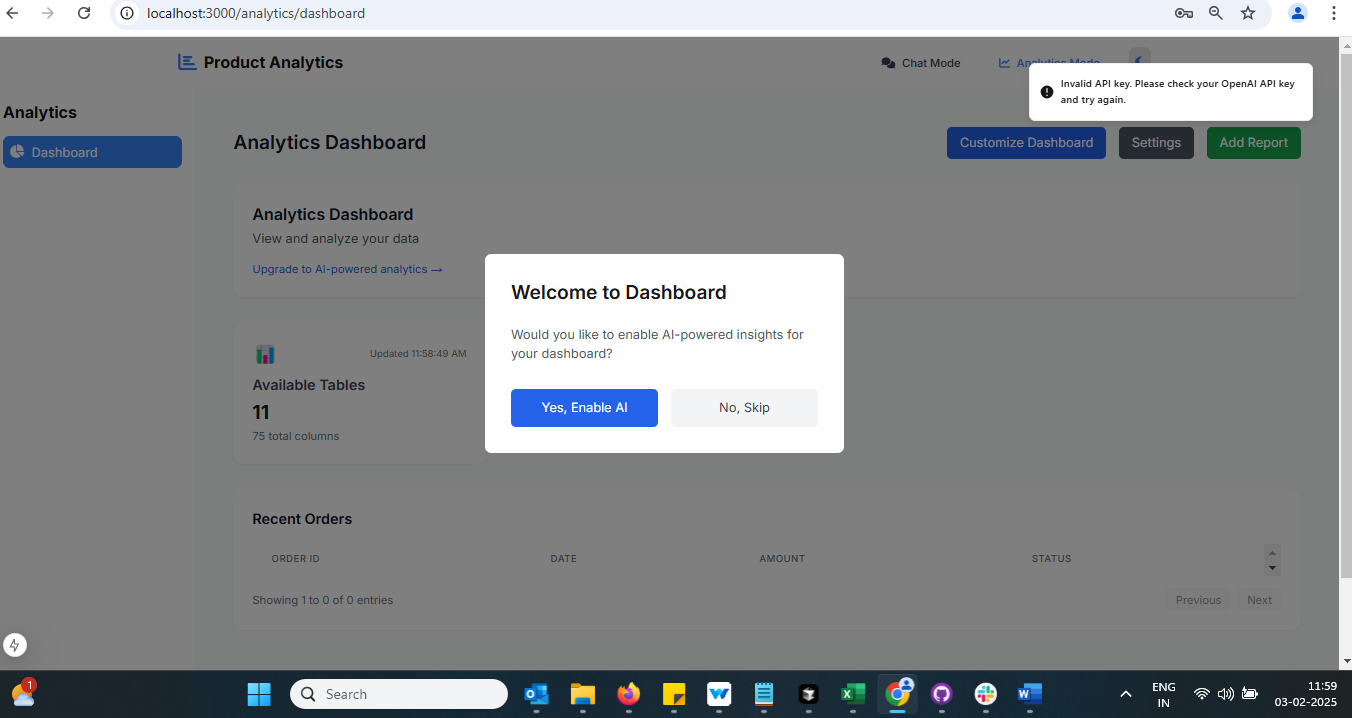 localhost:3000/analytics/dashboard
Product Analytics
Chat Mode
Analytics Mode
Invalid API key. Please check your OpenAI API key
and try again.
Analytics
Dashboard
Analytics Dashboard
Customize Dashboard
Settings
Add Report
Analytics Dashboard
View and analyze your data
Upgrade to AI-powered analytics →
Welcome to Dashboard
Would you like to enable AI-powered insights for
your dashboard?
Yes, Enable AI
No, Skip
Updated 11:58:49 AM
Available Tables
11
75 total columns
Recent Orders
ORDER ID DATE AMOUNT STATUS
Showing 1 to 0 of 0 entries
Previous
Next
1
Search
ENG
IN
11:59
03-02-2025